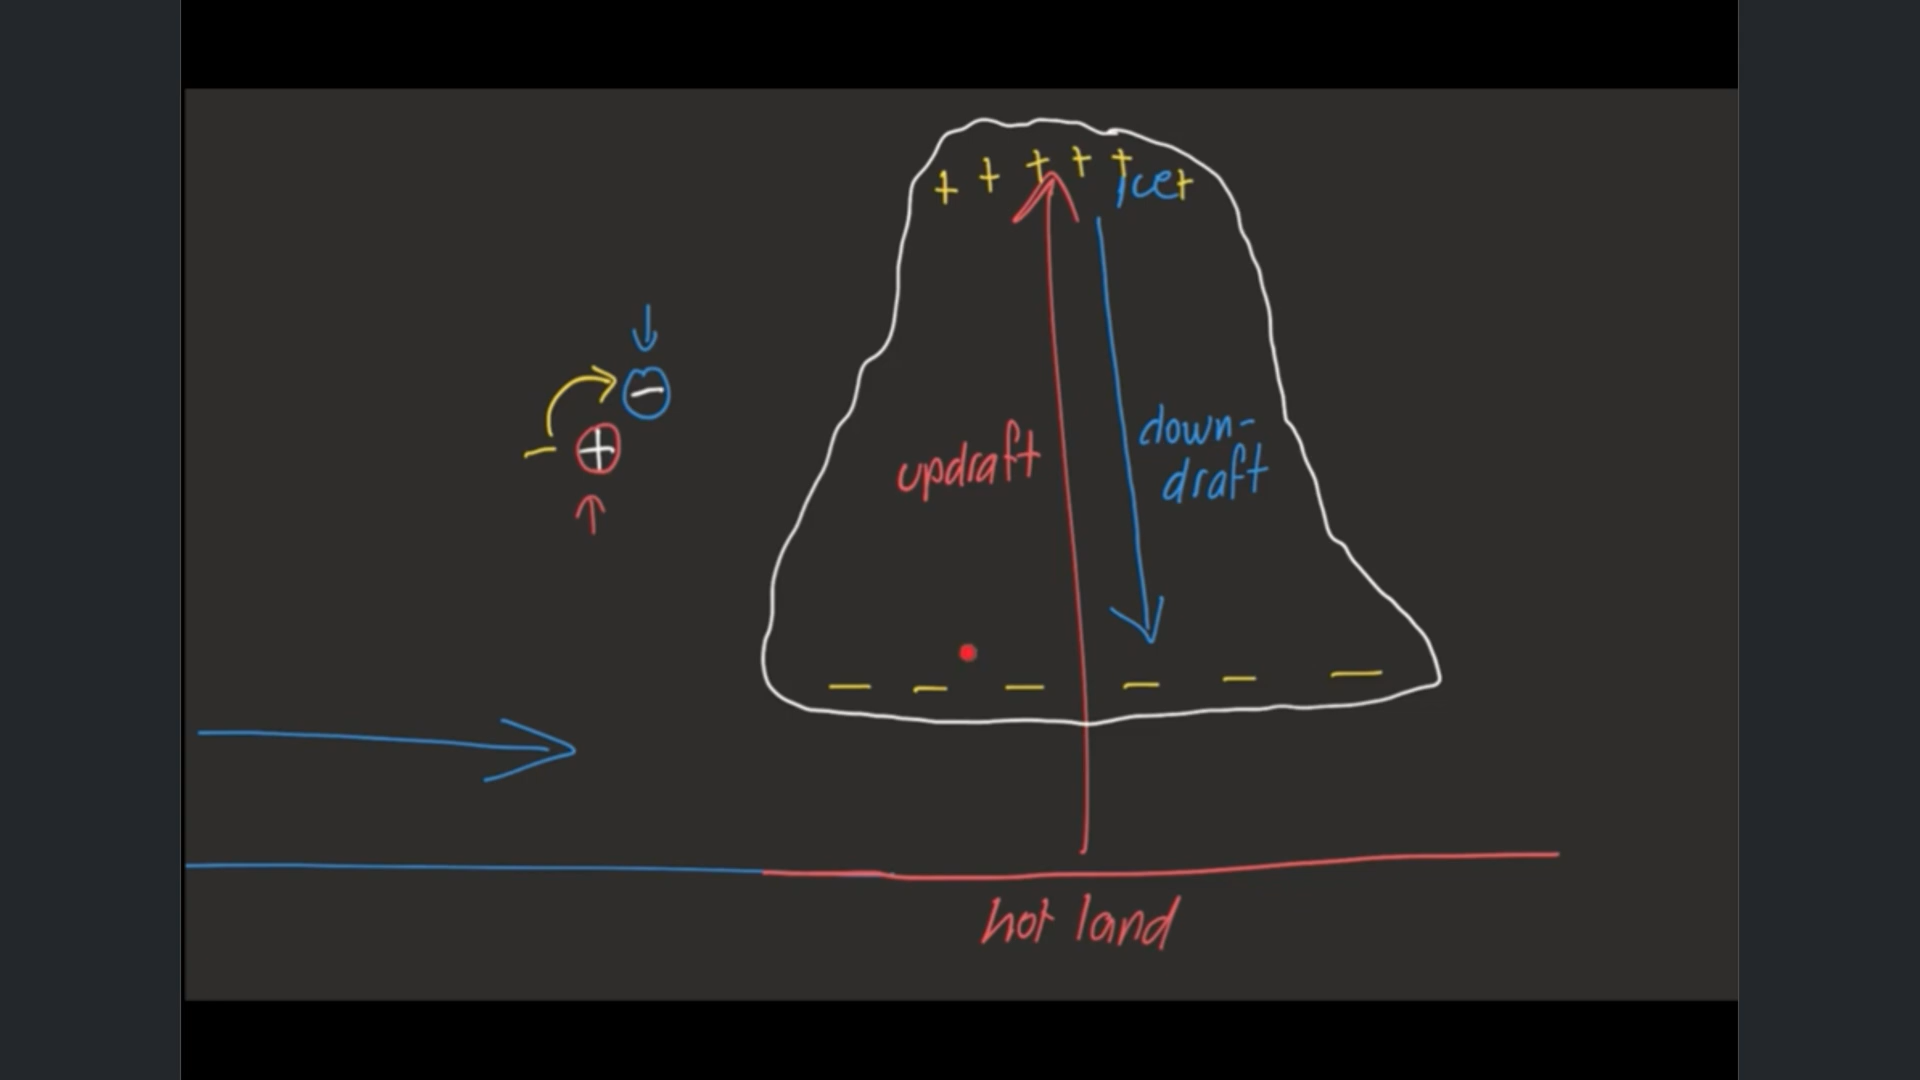 + + + + + +
Ice
−
− +
updraft
down-
draft
− − − − − −
hot land